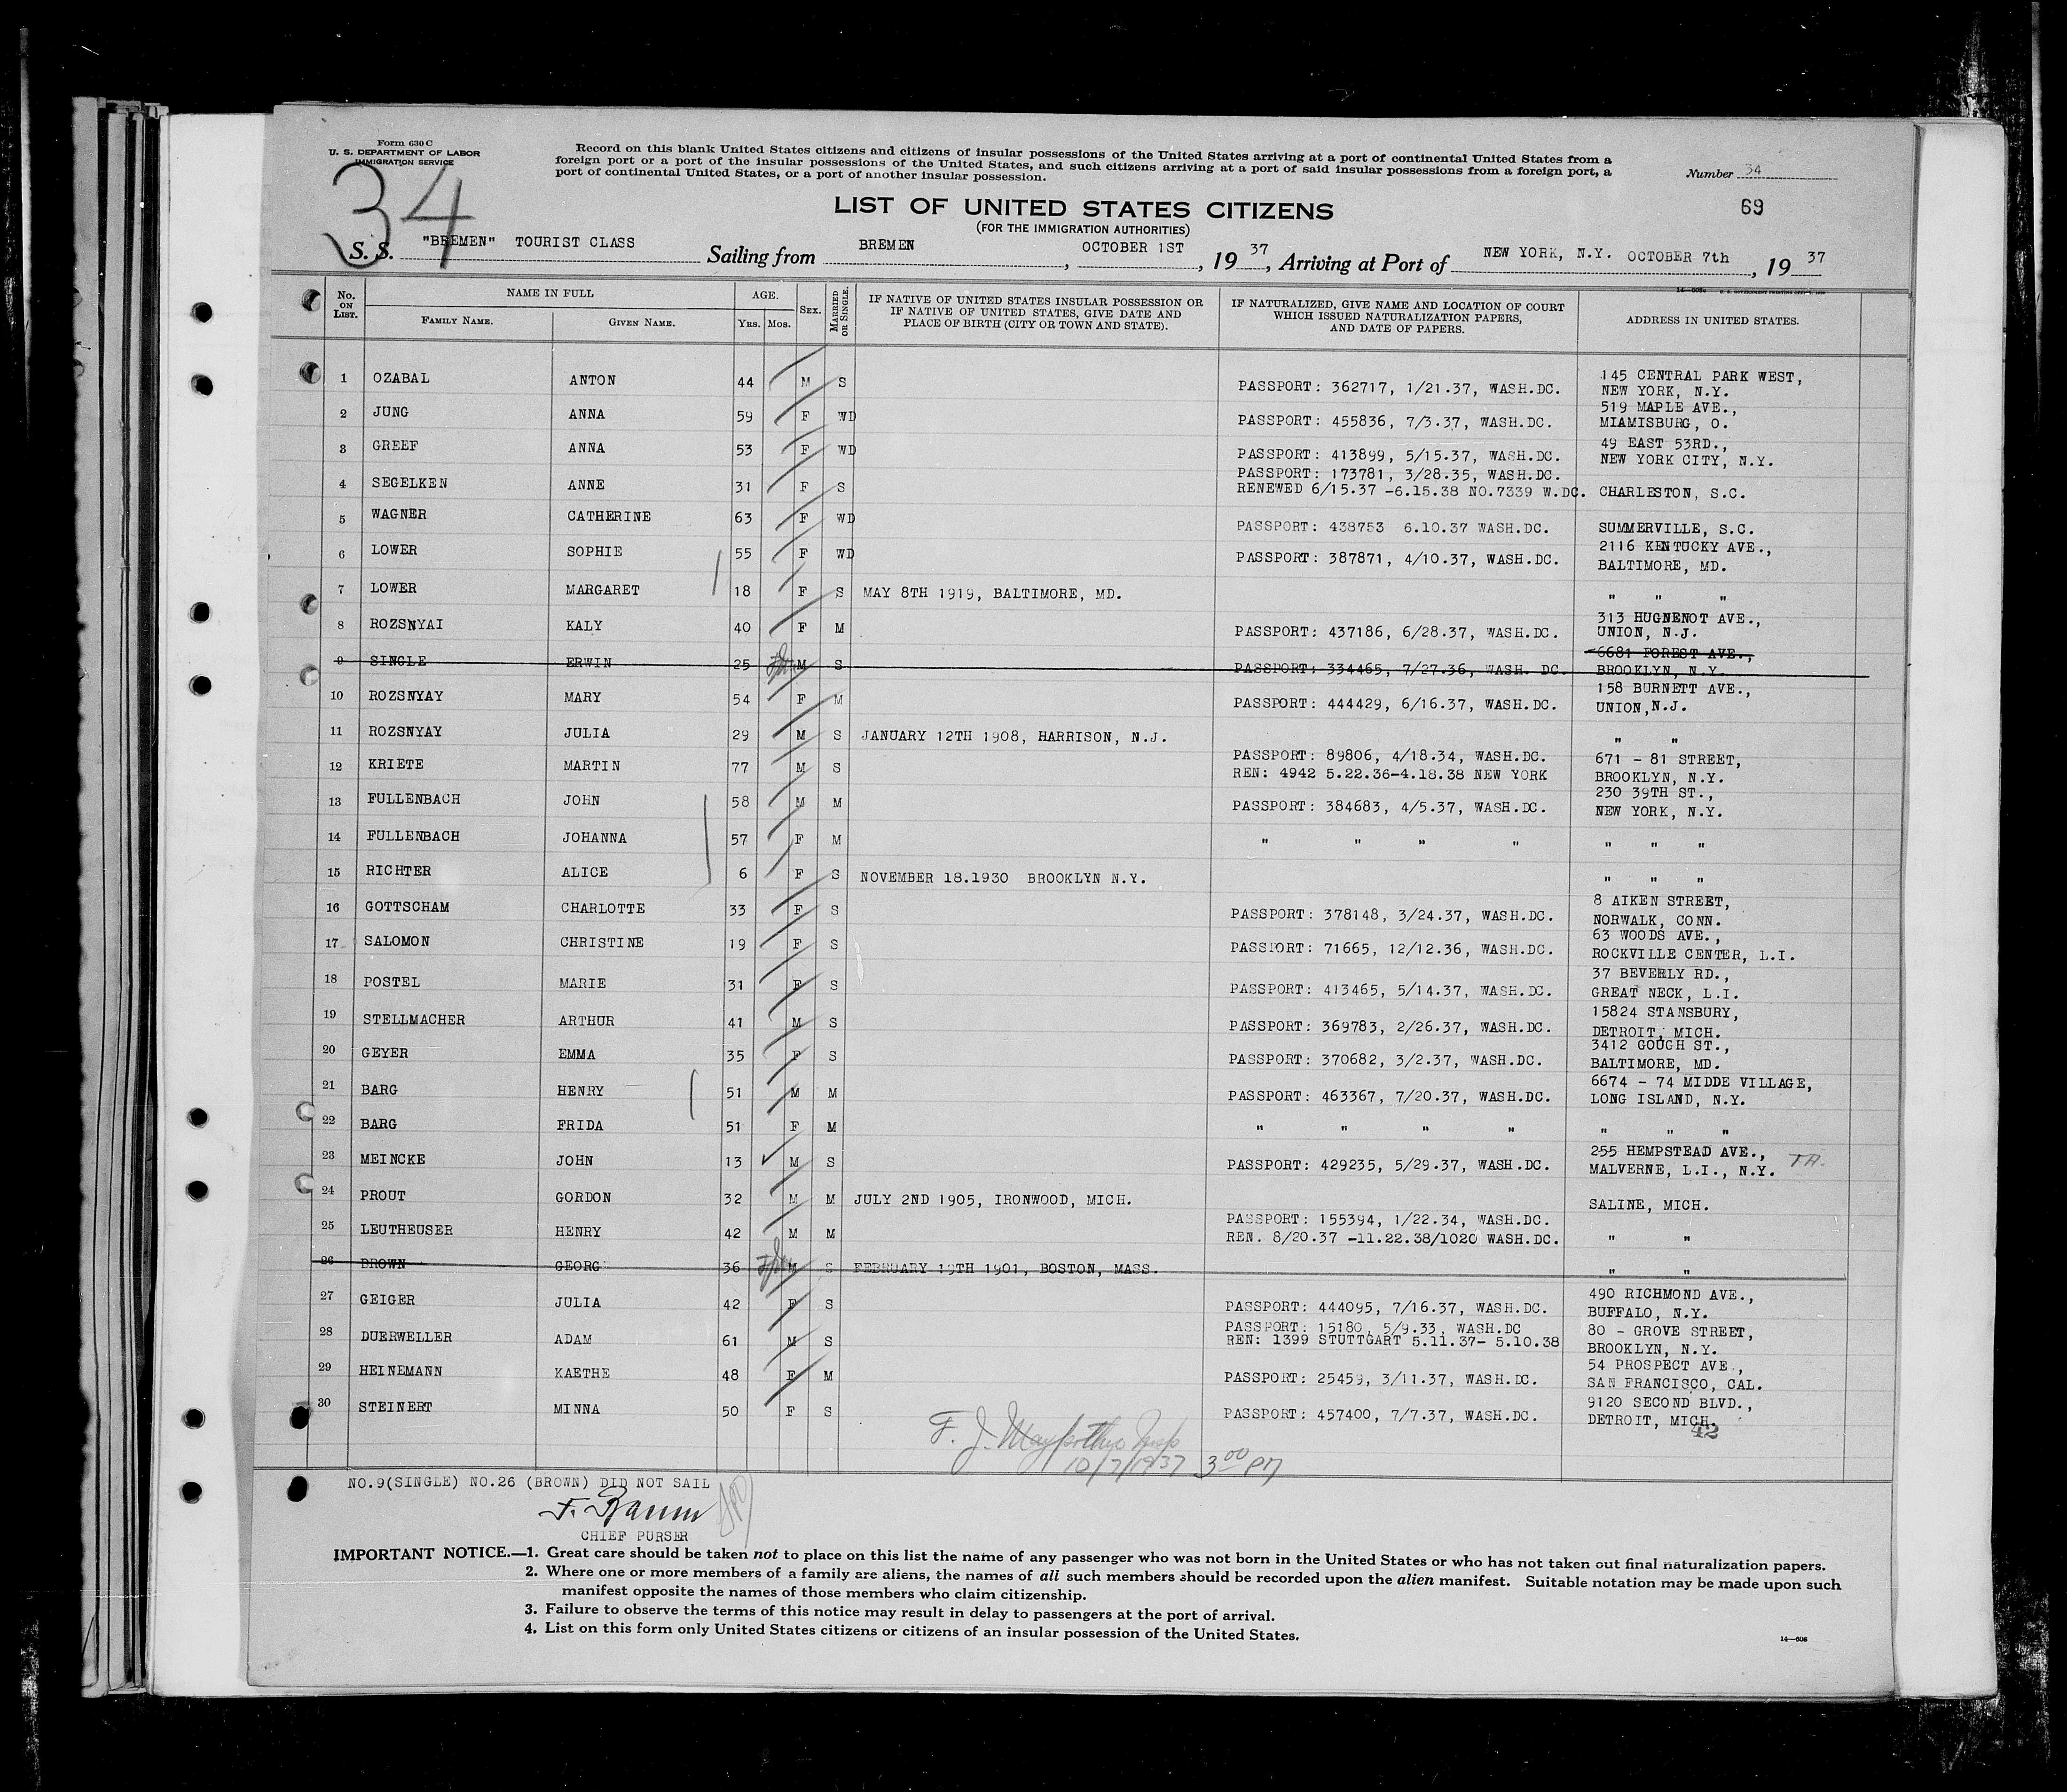 Form 630 C
U. S. DEPARTMENT OF LABOR
IMMIGRATION SERVICE
34
Record on this blank United States citizens and citizens of insular possessions of the United States arriving at a port of continental United States from a
foreign port or a port of the insular possessions of the United States, and such citizens arriving at a port of said insular possessions from a foreign port, a
port of continental United States, or a port of another insular possession.
Number 34
69
LIST OF UNITED STATES CITIZENS
(FOR THE IMMIGRATION AUTHORITIES)
S. S. "BREMEN" TOURIST CLASS Sailing from BREMEN, OCTOBER 1ST, 1937, Arriving at Port of NEW YORK, N.Y. OCTOBER 7th, 1937
No. ON LIST. NAME IN FULL FAMILY NAME. GIVEN NAME. AGE. YRS. MOS. SEX. MARRIED OR SINGLE. IF NATIVE OF UNITED STATES INSULAR POSSESSION OR IF NATIVE OF UNITED STATES, GIVE DATE AND PLACE OF BIRTH (CITY OR TOWN AND STATE). IF NATURALIZED, GIVE NAME AND LOCATION OF COURT WHICH ISSUED NATURALIZATION PAPERS, AND DATE OF PAPERS. ADDRESS IN UNITED STATES.
1 OZABAL ANTON 44 M S PASSPORT: 362717, 1/21.37, WASH.DC. 145 CENTRAL PARK WEST, NEW YORK, N.Y.
2 JUNG ANNA 59 F WD PASSPORT: 455836, 7/3.37, WASH.DC. 519 MAPLE AVE., MIAMISBURG, O.
3 GREEF ANNA 53 F WD PASSPORT: 413899, 5/15.37, WASH.DC. 49 EAST 53RD., NEW YORK CITY, N.Y.
4 SEGELKEN ANNE 31 F S PASSPORT: 173781, 3/28.35, WASH.DC. RENEWED 6/15.37 -6.15.38 NO.7339 W.DC. CHARLESTON, S.C.
5 WAGNER CATHERINE 63 F WD PASSPORT: 438753 6.10.37 WASH.DC. SUMMERVILLE, S.C.
6 LOWER SOPHIE 55 F WD PASSPORT: 387871, 4/10.37, WASH.DC. 2116 KENTUCKY AVE., BALTIMORE, MD.
7 LOWER MARGARET 18 F S MAY 8TH 1919, BALTIMORE, MD. " " "
8 ROZSNYAI KALY 40 F M PASSPORT: 437186, 6/28.37, WASH.DC. 313 HUGNENOT AVE., UNION, N.J.
9 SINGLE ERWIN 25 M S PASSPORT: 334465, 7/27.36, WASH. DC. 6681 FOREST AVE., BROOKLYN, N.Y.
10 ROZSNYAY MARY 54 F M PASSPORT: 444429, 6/16.37, WASH.DC. 158 BURNETT AVE., UNION,N.J.
11 ROZSNYAY JULIA 29 M S JANUARY 12TH 1908, HARRISON, N.J. " "
12 KRIETE MARTIN 77 M S PASSPORT: 89806, 4/18.34, WASH.DC. REN: 4942 5.22.36-4.18.38 NEW YORK 671 - 81 STREET, BROOKLYN, N.Y.
13 FULLENBACH JOHN 58 M M PASSPORT: 384683, 4/5.37, WASH.DC. 230 39TH ST., NEW YORK, N.Y.
14 FULLENBACH JOHANNA 57 F M " " " " " " "
15 RICHTER ALICE 6 F S NOVEMBER 18.1930 BROOKLYN N.Y. " " "
16 GOTTSCHAM CHARLOTTE 33 F S PASSPORT: 378148, 3/24.37, WASH.DC. 8 AIKEN STREET, NORWALK, CONN.
17 SALOMON CHRISTINE 19 F S PASSPORT: 71665, 12/12.36, WASH.DC. 63 WOODS AVE., ROCKVILLE CENTER, L.I.
18 POSTEL MARIE 31 F S PASSPORT: 413465, 5/14.37, WASH.DC. 37 BEVERLY RD., GREAT NECK, L.I.
19 STELLMACHER ARTHUR 41 M S PASSPORT: 369783, 2/26.37, WASH.DC. 15824 STANSBURY, DETROIT, MICH.
20 GEYER EMMA 35 F S PASSPORT: 370682, 3/2.37, WASH.DC. 3412 GOUGH ST., BALTIMORE, MD.
21 BARG HENRY 51 M M PASSPORT: 463367, 7/20.37, WASH.DC. 6674 - 74 MIDDE VILLAGE, LONG ISLAND, N.Y.
22 BARG FRIDA 51 F M " " " " " " "
23 MEINCKE JOHN 13 M S PASSPORT: 429235, 5/29.37, WASH.DC. 255 HEMPSTEAD AVE., MALVERNE, L.I., N.Y.
24 PROUT GORDON 32 M M JULY 2ND 1905, IRONWOOD, MICH. SALINE, MICH.
25 LEUTHEUSER HENRY 42 M M PASSPORT: 155394, 1/22.34, WASH.DC. REN. 8/20.37 -11.22.38/1020 WASH.DC. " "
26 BROWN GEORG 36 M S FEBRUARY 19TH 1901, BOSTON, MASS. " "
27 GEIGER JULIA 42 F S PASSPORT: 444095, 7/16.37, WASH.DC. 490 RICHMOND AVE., BUFFALO, N.Y.
28 DUERWELLER ADAM 61 M S PASSPORT: 15180, 5/9.33, WASH.DC REN: 1399 STUTTGART 5.11.37- 5.10.38 80 - GROVE STREET, BROOKLYN, N.Y.
29 HEINEMANN KAETHE 48 F M PASSPORT: 25459, 3/11.37, WASH.DC. 54 PROSPECT AVE., SAN FRANCISCO, CAL.
30 STEINERT MINNA 50 F S PASSPORT: 457400, 7/7.37, WASH.DC. 9120 SECOND BLVD., DETROIT, MICH.
42
F. J.
10/7/1937 3 00 PM
NO.9(SINGLE) NO.26 (BROWN) DID NOT SAIL
CHIEF PURSER
IMPORTANT NOTICE.—1. Great care should be taken not to place on this list the name of any passenger who was not born in the United States or who has not taken out final naturalization papers.
2. Where one or more members of a family are aliens, the names of all such members should be recorded upon the alien manifest. Suitable notation may be made upon such
manifest opposite the names of those members who claim citizenship.
3. Failure to observe the terms of this notice may result in delay to passengers at the port of arrival.
4. List on this form only United States citizens or citizens of an insular possession of the United States.
14—608